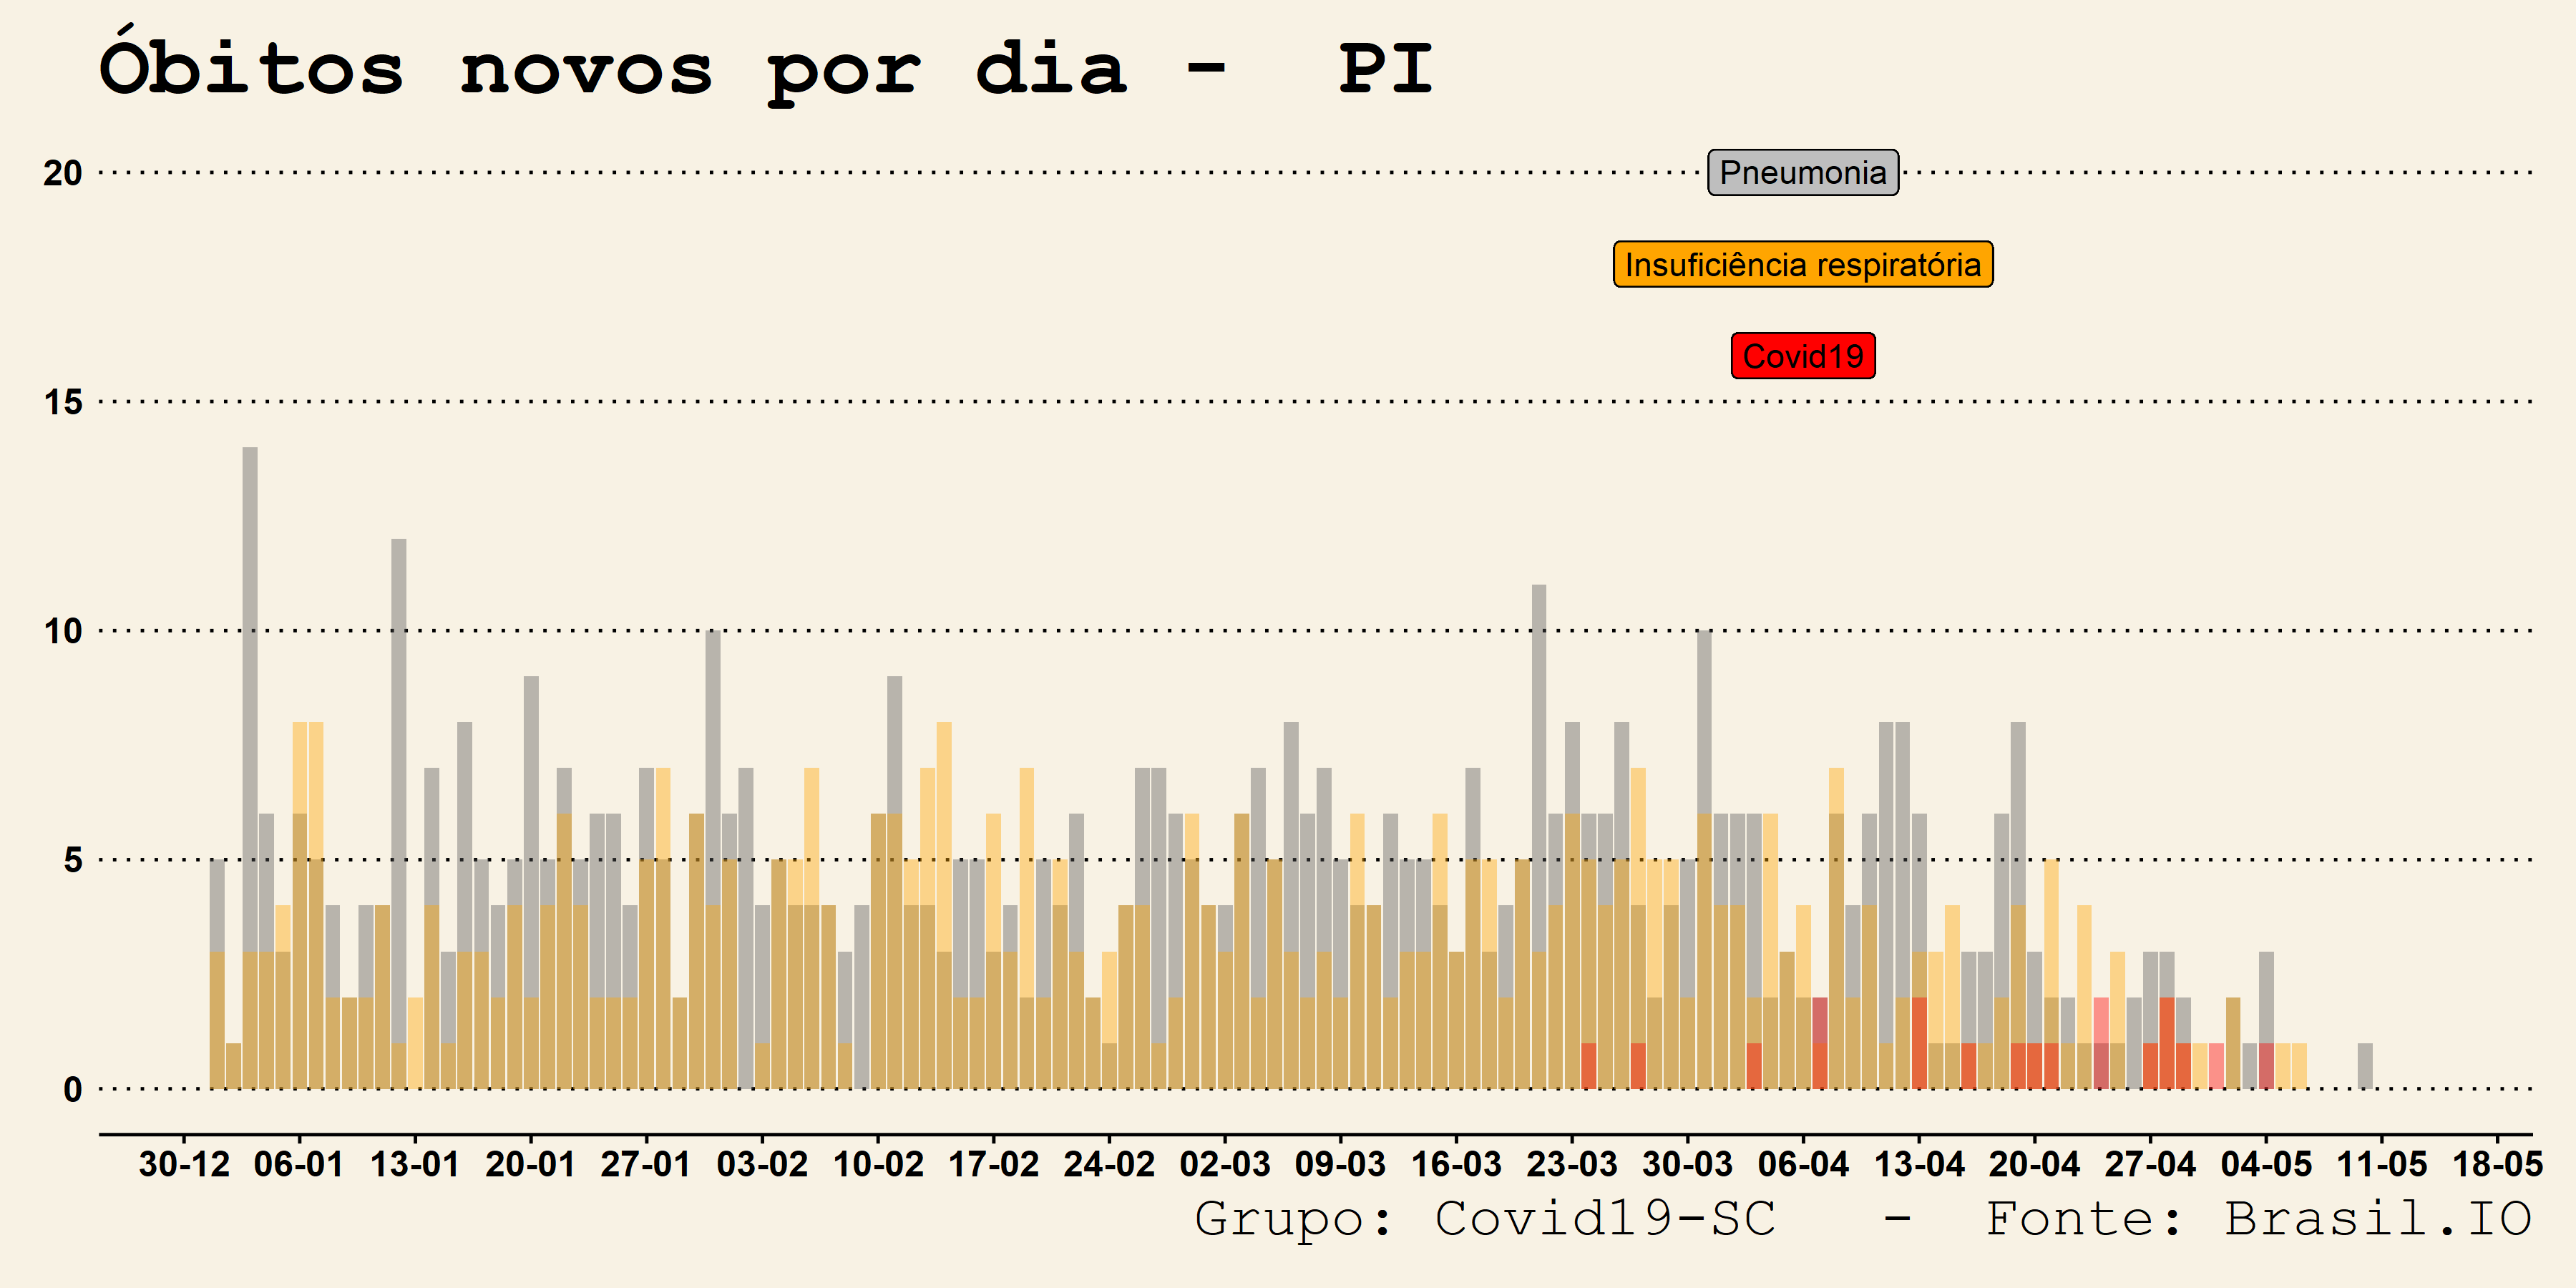 Óbitos novos por dia -  PI
20
Pneumonia
Insuficiência respiratória
Covid19
15
10
5
0
30-12 06-01 13-01 20-01 27-01 03-02 10-02 17-02 24-02 02-03 09-03 16-03 23-03 30-03 06-04 13-04 20-04 27-04 04-05 11-05 18-05
Grupo: Covid19-SC  -  Fonte: Brasil.IO